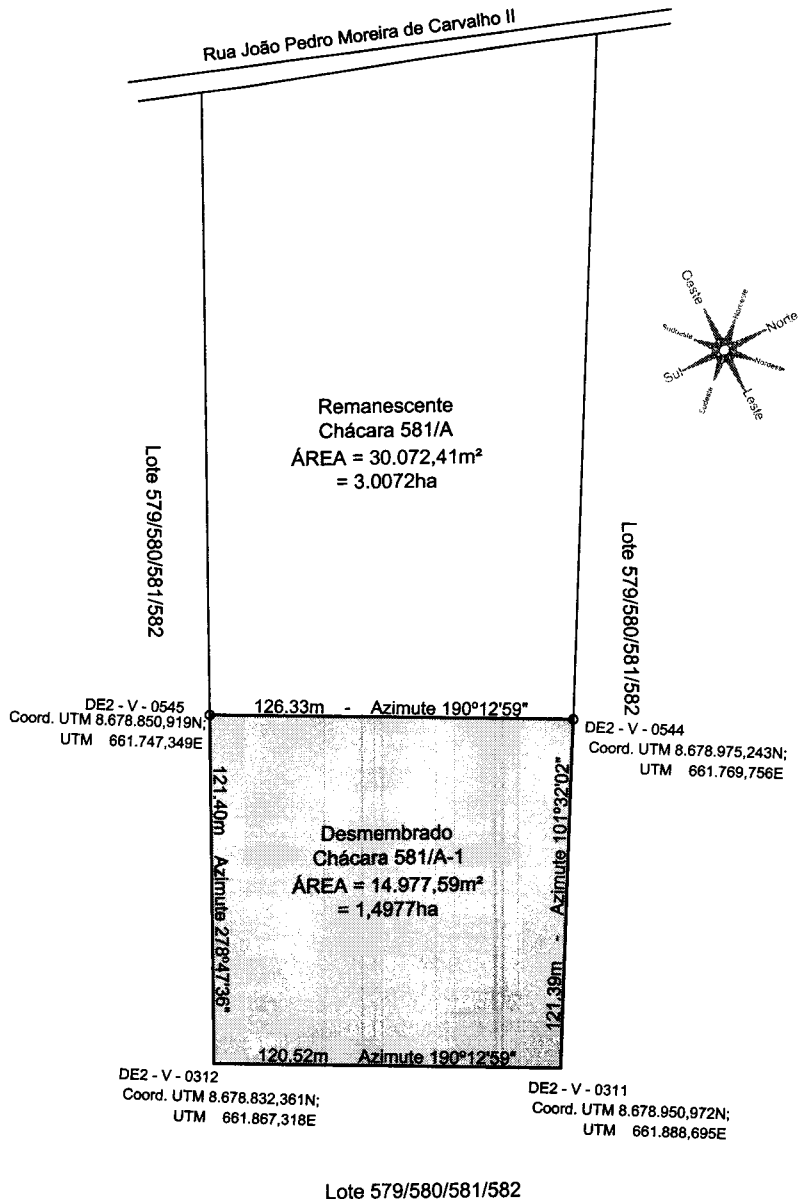 Rua João Pedro Moreira de Carvalho II
Oeste
Noroeste
Norte
Sudoeste
Nordeste
Sul
Sudeste
Leste
Remanescente
Chácara 581/A
ÁREA = 30.072,41m²
= 3.0072ha
Lote 579/580/581/582
Lote 579/580/581/582
DE2 - V - 0545
Coord. UTM 8.678.850,919N;
UTM 661.747,349E
126.33m - Azimute 190º12'59"
DE2 - V - 0544
Coord. UTM 8.678.975,243N;
UTM 661.769,756E
121.40m Azimute 278º47'36"
Desmembrado
Chácara 581/A-1
ÁREA = 14.977,59m²
= 1,4977ha
121.39m - Azimute 101º32'02"
120.52m Azimute 190º12'59"
DE2 - V - 0312
Coord. UTM 8.678.832,361N;
UTM 661.867,318E
DE2 - V - 0311
Coord. UTM 8.678.950,972N;
UTM 661.888,695E
Lote 579/580/581/582